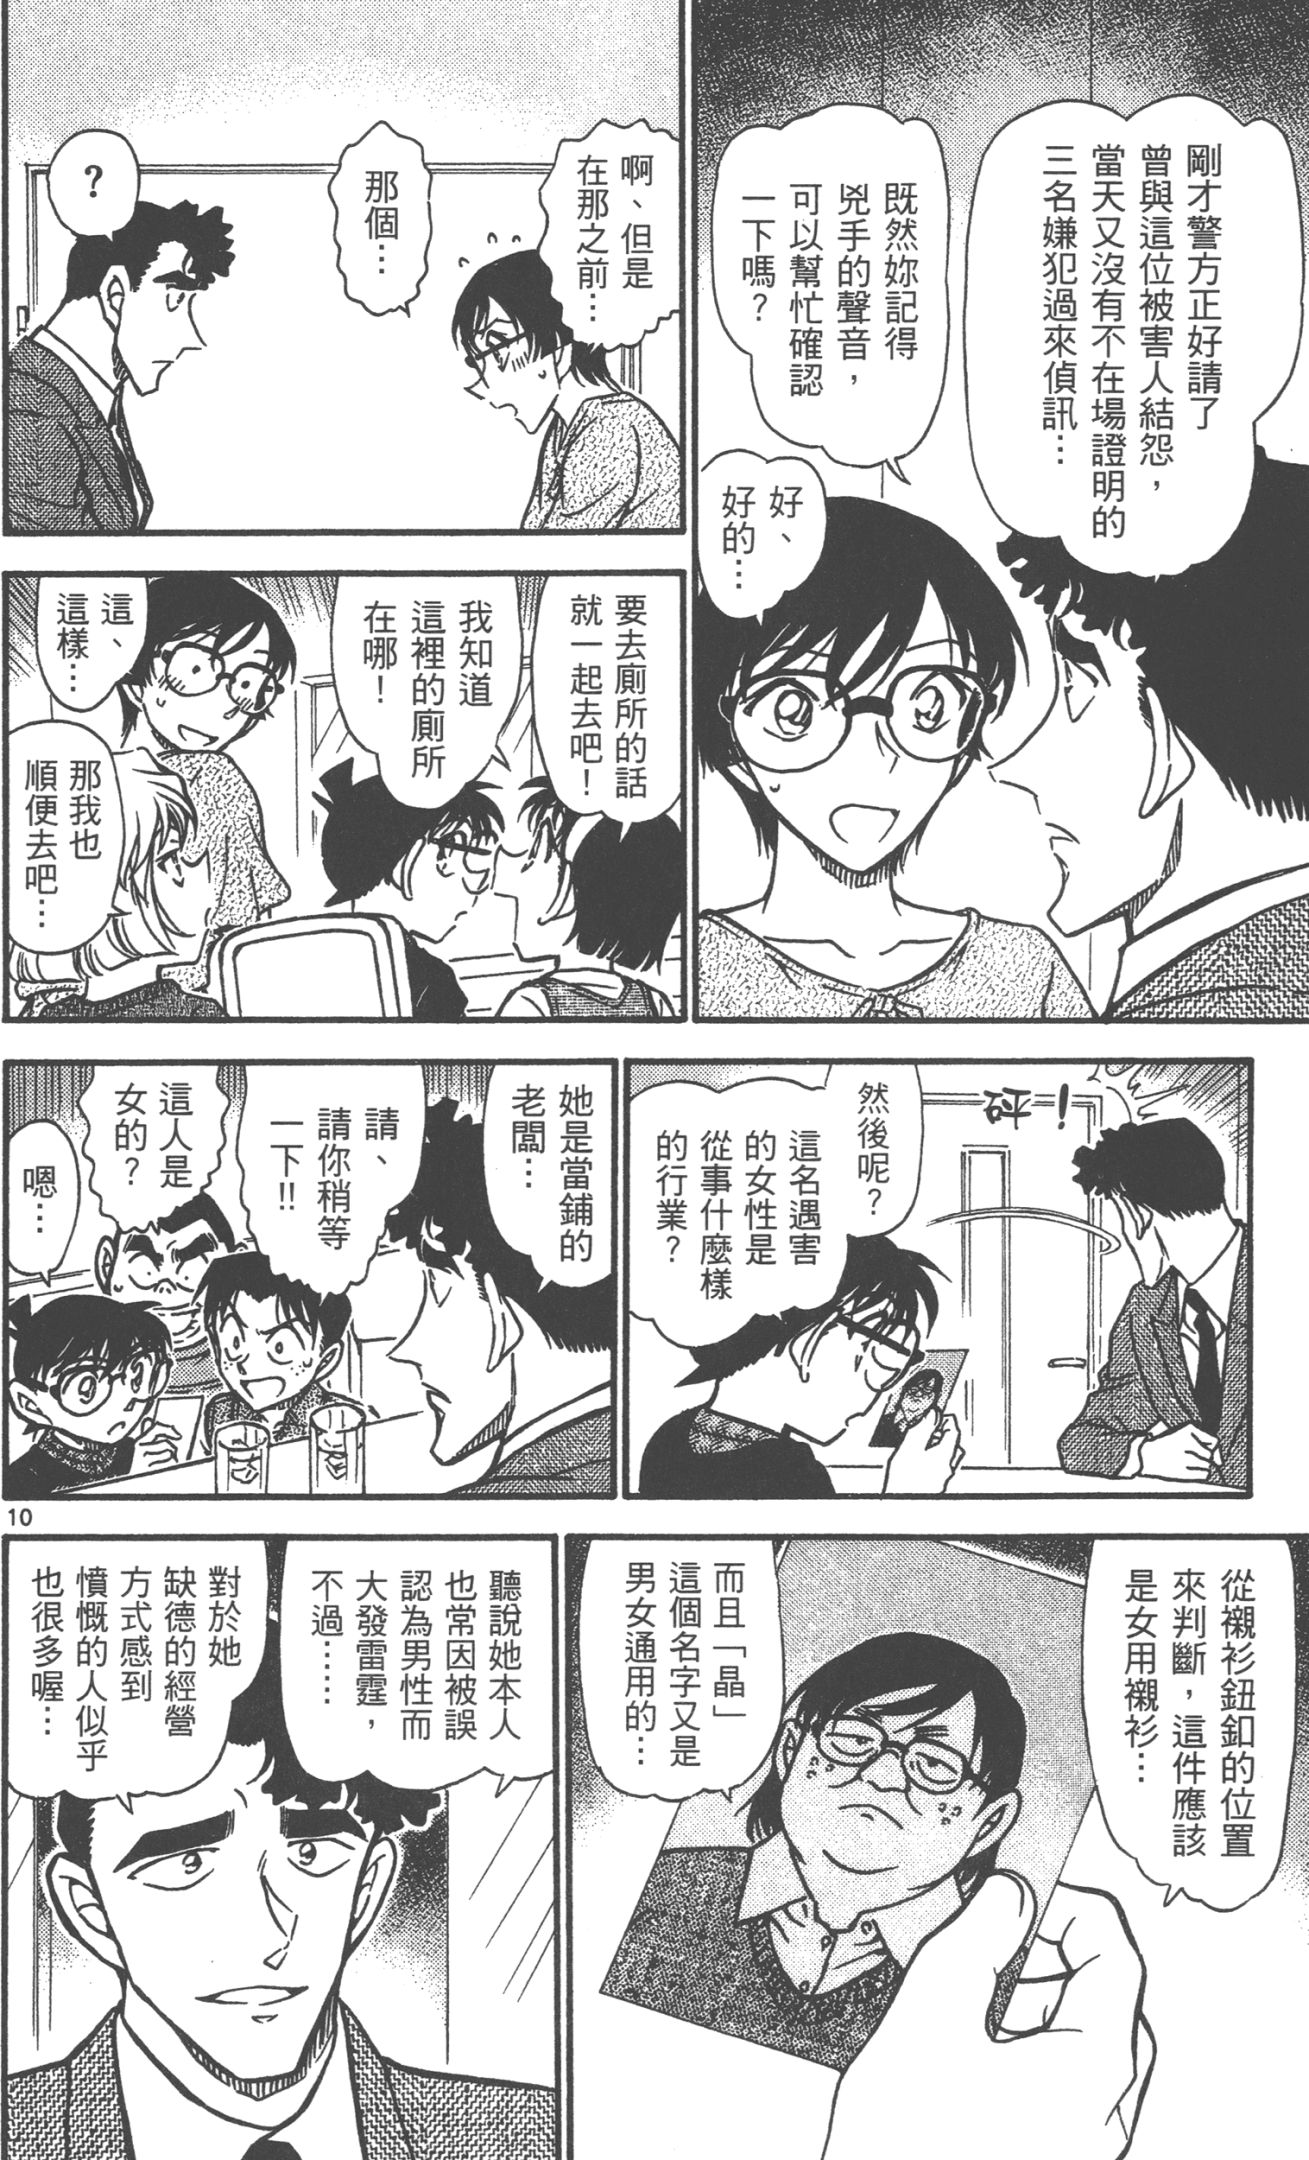 剛才警方正好請了
曾與這位被害人結怨，
當天又沒有不在場證明的
三名嫌犯過來偵訊…
既然妳記得
兇手的聲音，
可以幫忙確認
一下嗎？
好、
好的…
啊、但是
在那之前…
那個…
？
要去廁所的話
就一起去吧！
我知道
這裡的廁所
在哪！
這、
這樣…
那我也
順便去吧…
砰！
然後呢？
這名遇害
的女性是
從事什麼樣
的行業？
她是當鋪的
老闆…
請、
請你稍等
一下!!
這人是
女的？
嗯…
10
從襯衫鈕釦的位置
來判斷，這件應該
是女用襯衫…
而且「晶」
這個名字又是
男女通用的…
聽說她本人
也常因被誤
認為男性而
大發雷霆，
不過……
對於她
缺德的經營
方式感到
憤慨的人似乎
也很多喔…